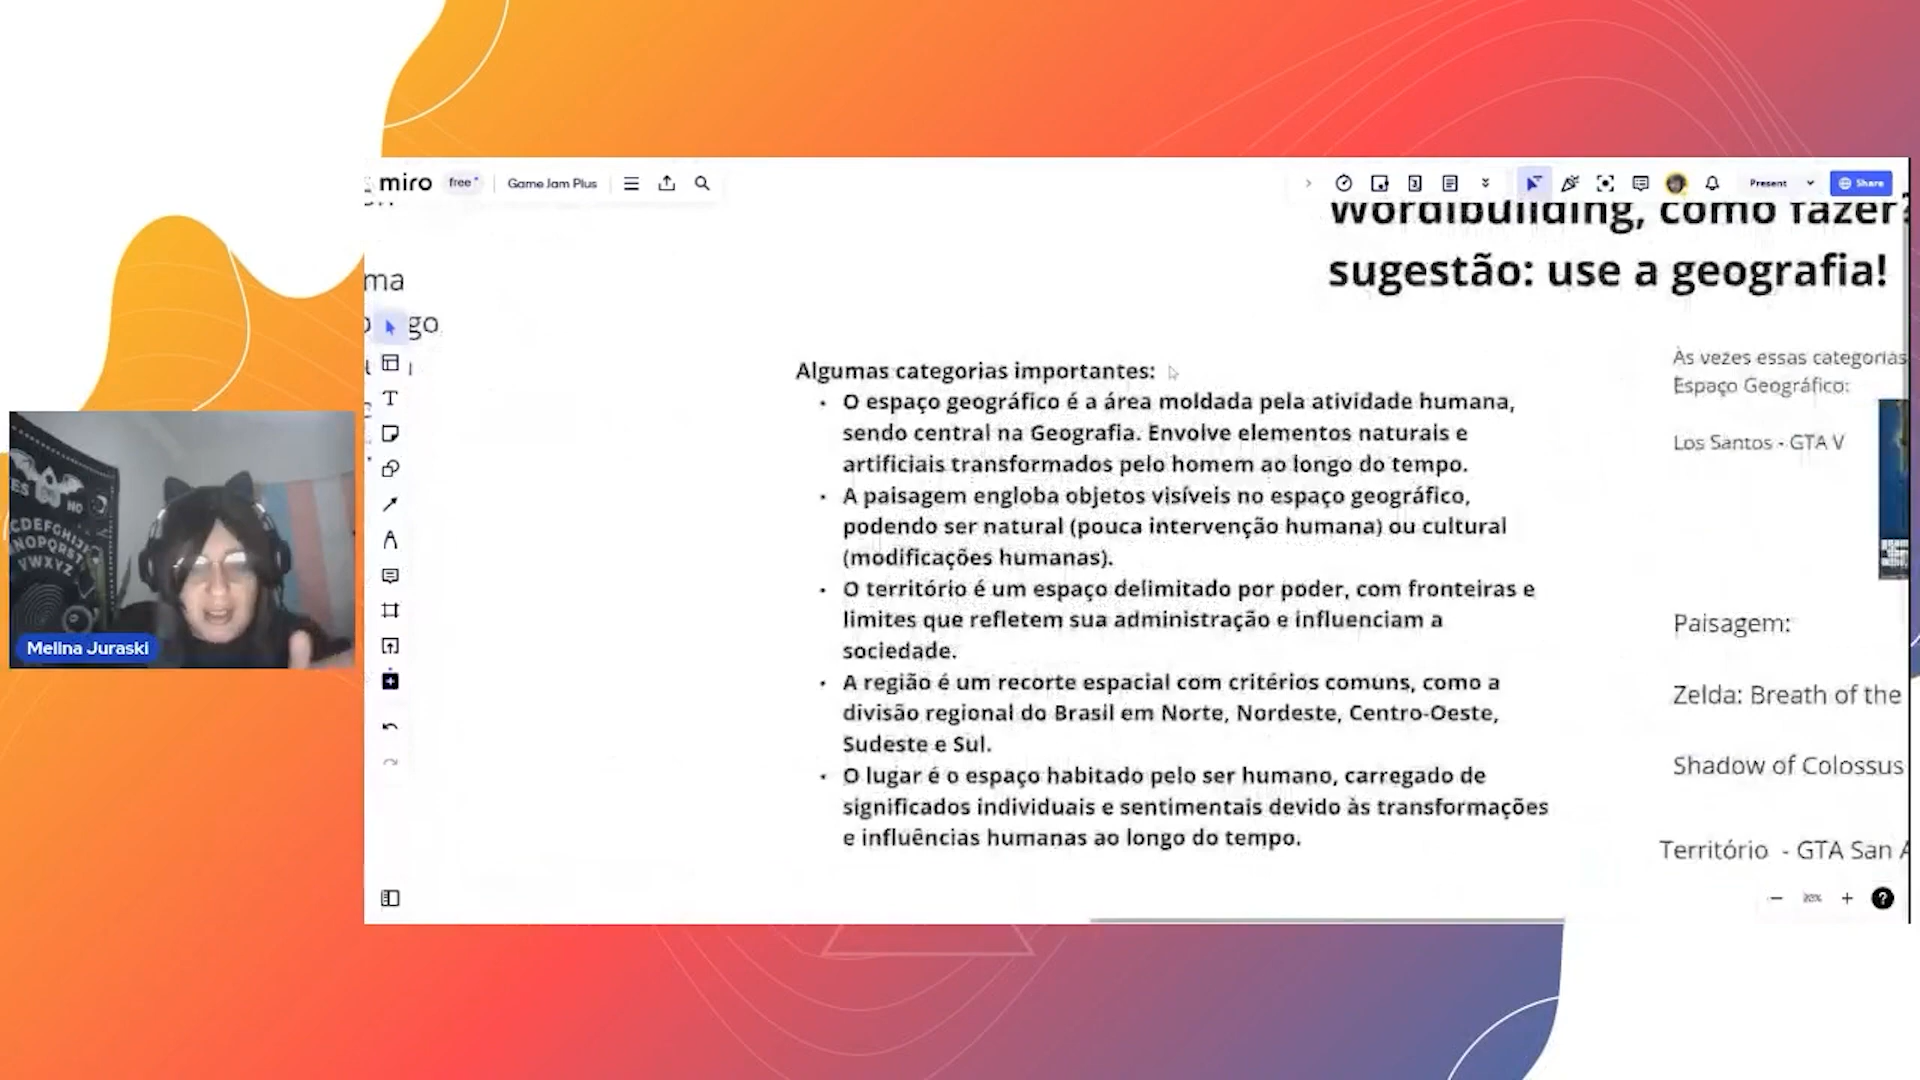 miro free Game Jam Plus
Present Share
Wordlbuilding, como fazer?
sugestão: use a geografia!
ma
go
Algumas categorias importantes:
• O espaço geográfico é a área moldada pela atividade humana,
sendo central na Geografia. Envolve elementos naturais e
artificiais transformados pelo homem ao longo do tempo.
• A paisagem engloba objetos visíveis no espaço geográfico,
podendo ser natural (pouca intervenção humana) ou cultural
(modificações humanas).
• O território é um espaço delimitado por poder, com fronteiras e
limites que refletem sua administração e influenciam a
sociedade.
• A região é um recorte espacial com critérios comuns, como a
divisão regional do Brasil em Norte, Nordeste, Centro-Oeste,
Sudeste e Sul.
• O lugar é o espaço habitado pelo ser humano, carregado de
significados individuais e sentimentais devido às transformações
e influências humanas ao longo do tempo.
Às vezes essas categorias
Espaço Geográfico:
Los Santos - GTA V
Paisagem:
Zelda: Breath of the
Shadow of Colossus
Território - GTA San A
NO
CDEFGHIJ
NOPQRST
VWXYZ
Melina Juraski